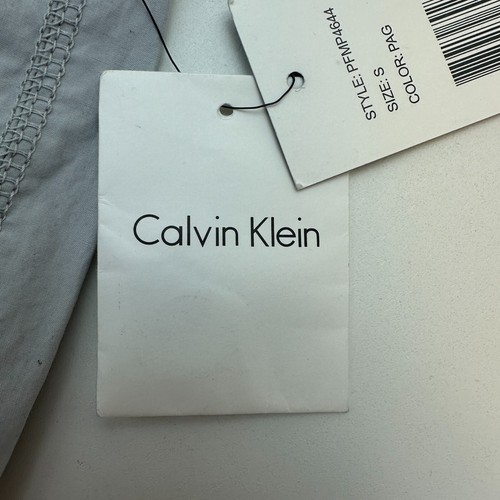 Calvin Klein
STYLE: PFMP4644
SIZE: S
COLOR: PAG